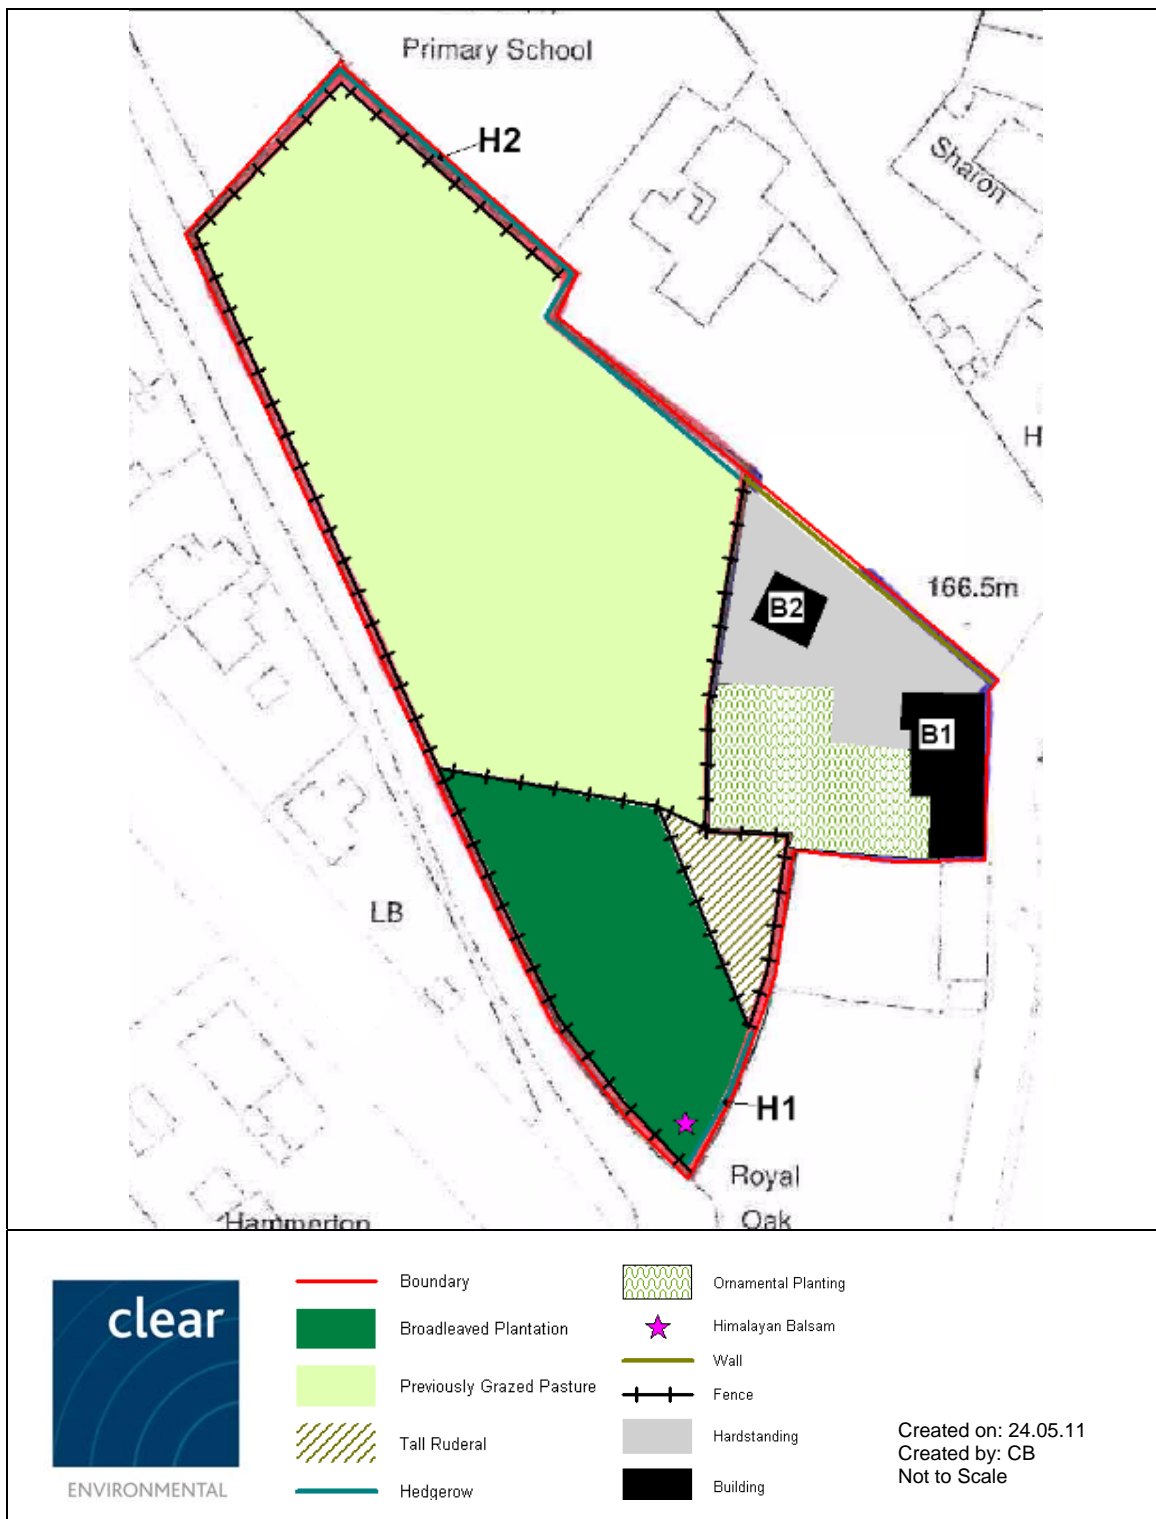 Primary School
H2
Sharon
H
166.5m
B2
B1
LB
H1
Royal
Oak
Hammerton
clear
ENVIRONMENTAL
Boundary
Broadleaved Plantation
Previously Grazed Pasture
Tall Ruderal
Hedgerow
Ornamental Planting
Himalayan Balsam
Wall
Fence
Hardstanding
Building
Created on: 24.05.11
Created by: CB
Not to Scale